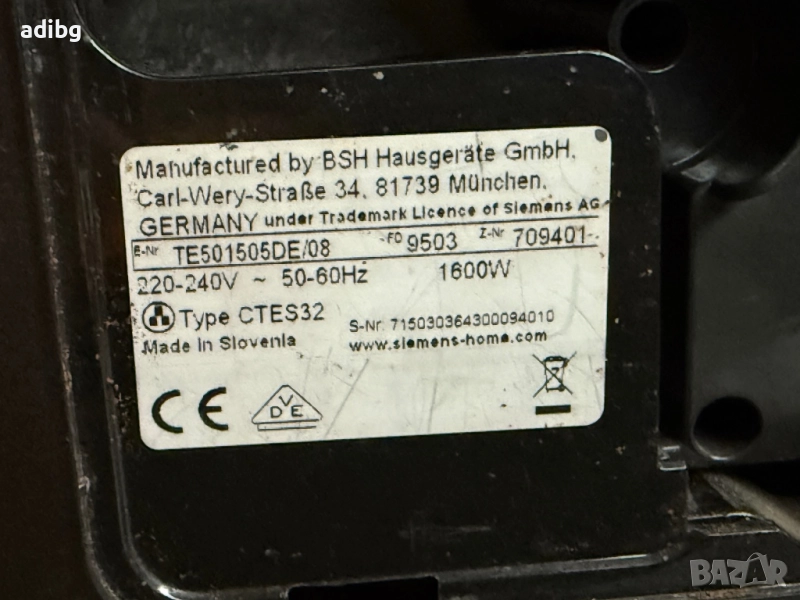 adibg
Manufactured by BSH Hausgeräte GmbH,
Carl-Wery-Straße 34, 81739 München,
GERMANY under Trademark Licence of Siemens AG
E-Nr TE501505DE/08 FD 9503 Z-Nr 709401
220-240V ~ 50-60Hz 1600W
Type CTES32
S-Nr. 715030364300094010
Made in Slovenia
www.siemens-home.com
CE
DVE
BAZAR